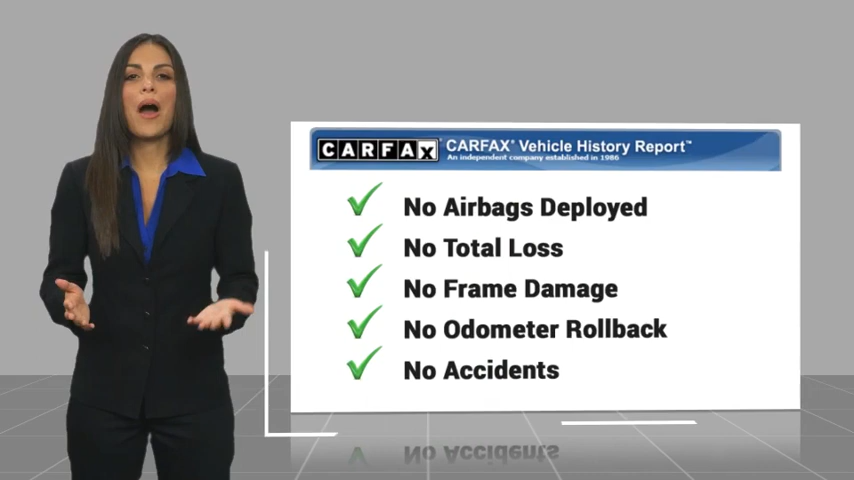 CARFAX
CARFAX® Vehicle History Report™
An independent company established in 1986
No Airbags Deployed
No Total Loss
No Frame Damage
No Odometer Rollback
No Accidents
No Accidents